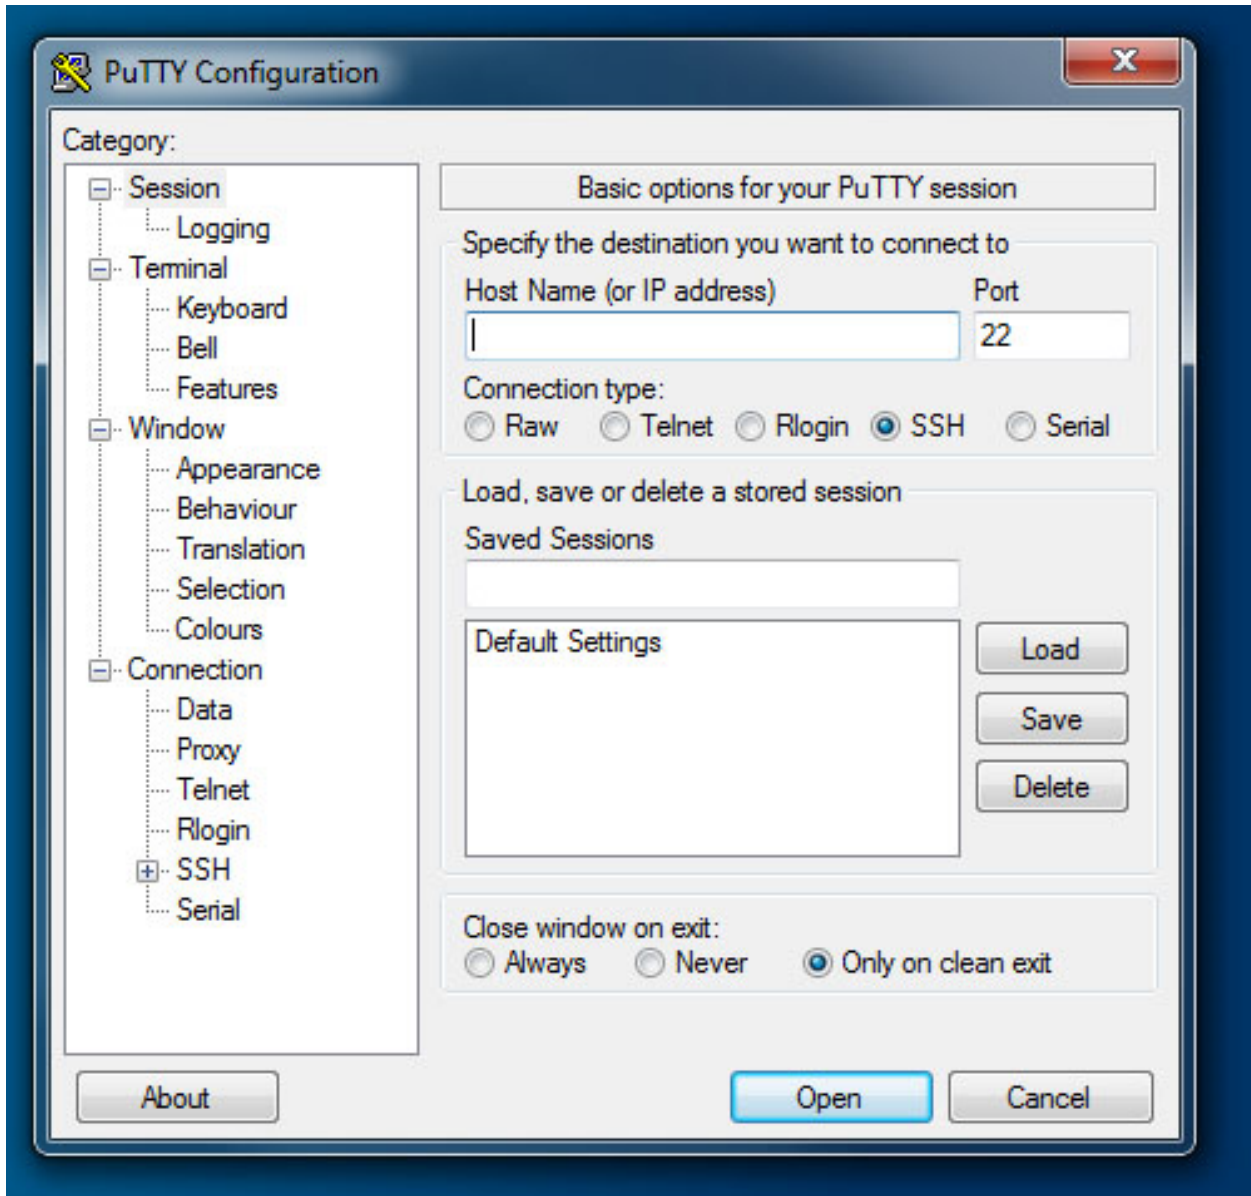 PuTTY Configuration
Category:
Session
Logging
Terminal
Keyboard
Bell
Features
Window
Appearance
Behaviour
Translation
Selection
Colours
Connection
Data
Proxy
Telnet
Rlogin
SSH
Serial
Basic options for your PuTTY session
Specify the destination you want to connect to
Host Name (or IP address) Port
22
Connection type:
Raw Telnet Rlogin SSH Serial
Load, save or delete a stored session
Saved Sessions
Default Settings
Load
Save
Delete
Close window on exit:
Always Never Only on clean exit
About Open Cancel